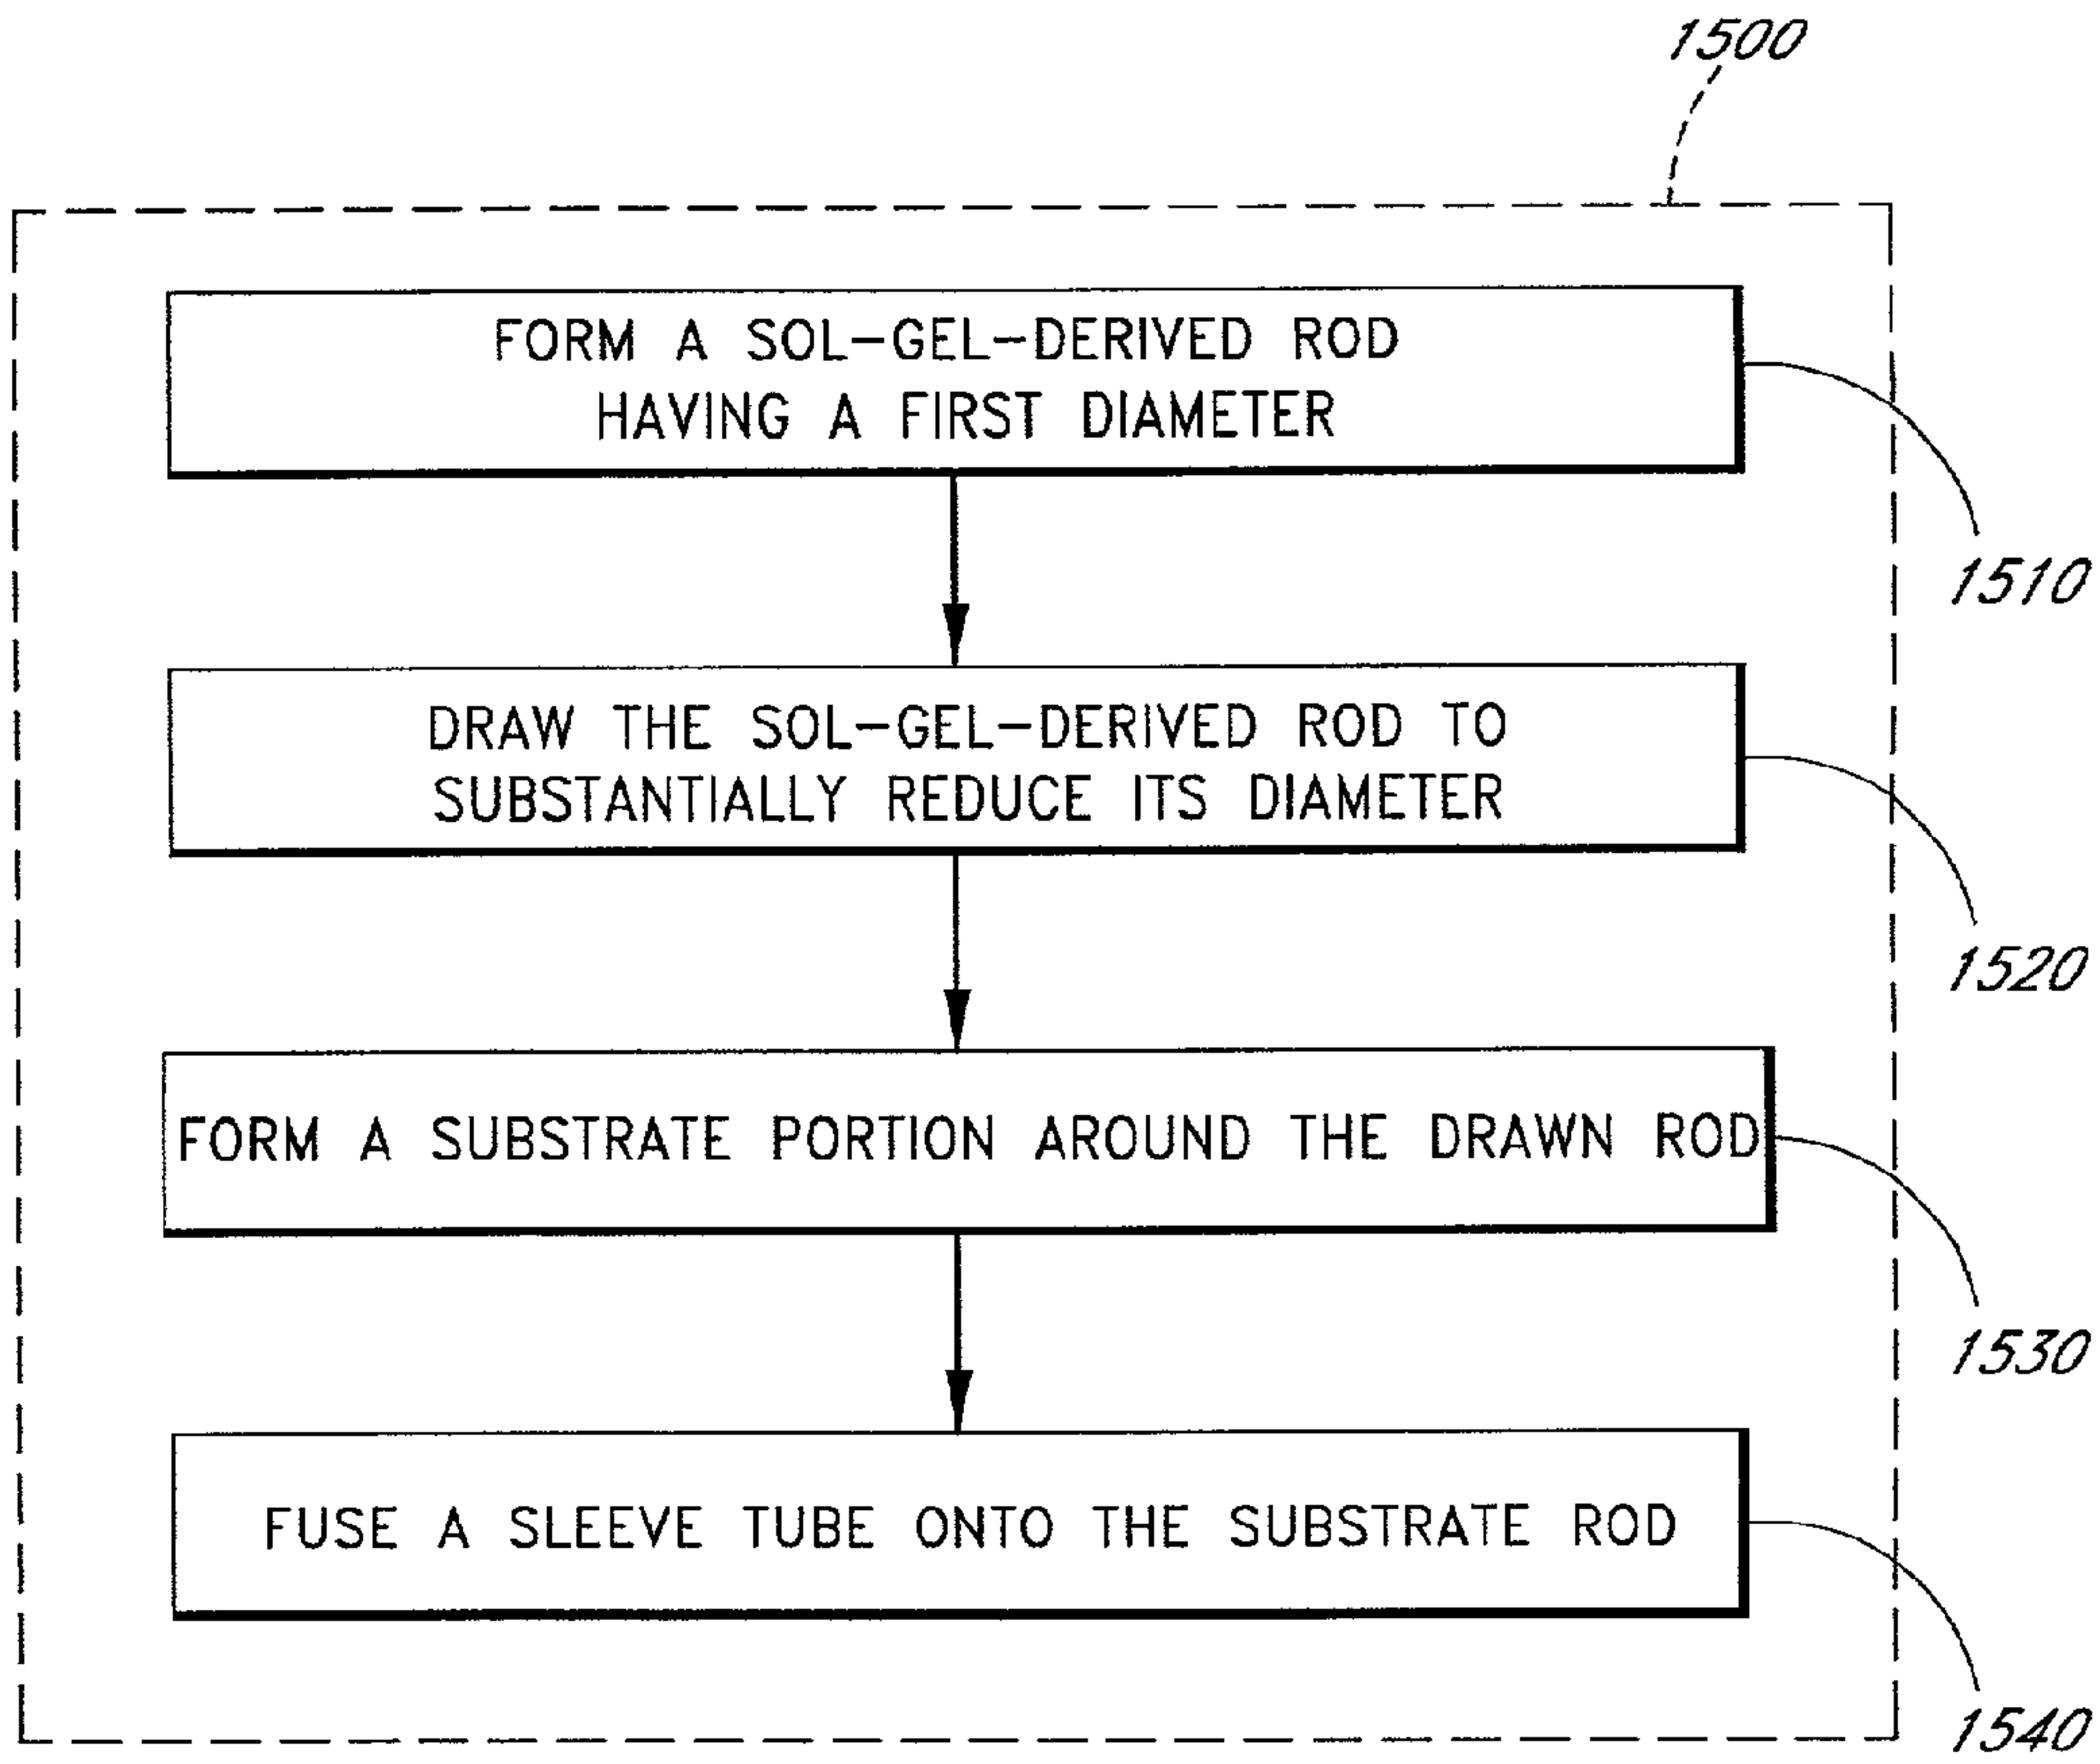 1500
FORM A SOL-GEL-DERIVED ROD
HAVING A FIRST DIAMETER
1510
DRAW THE SOL-GEL-DERIVED ROD TO
SUBSTANTIALLY REDUCE ITS DIAMETER
1520
FORM A SUBSTRATE PORTION AROUND THE DRAWN ROD
1530
FUSE A SLEEVE TUBE ONTO THE SUBSTRATE ROD
1540